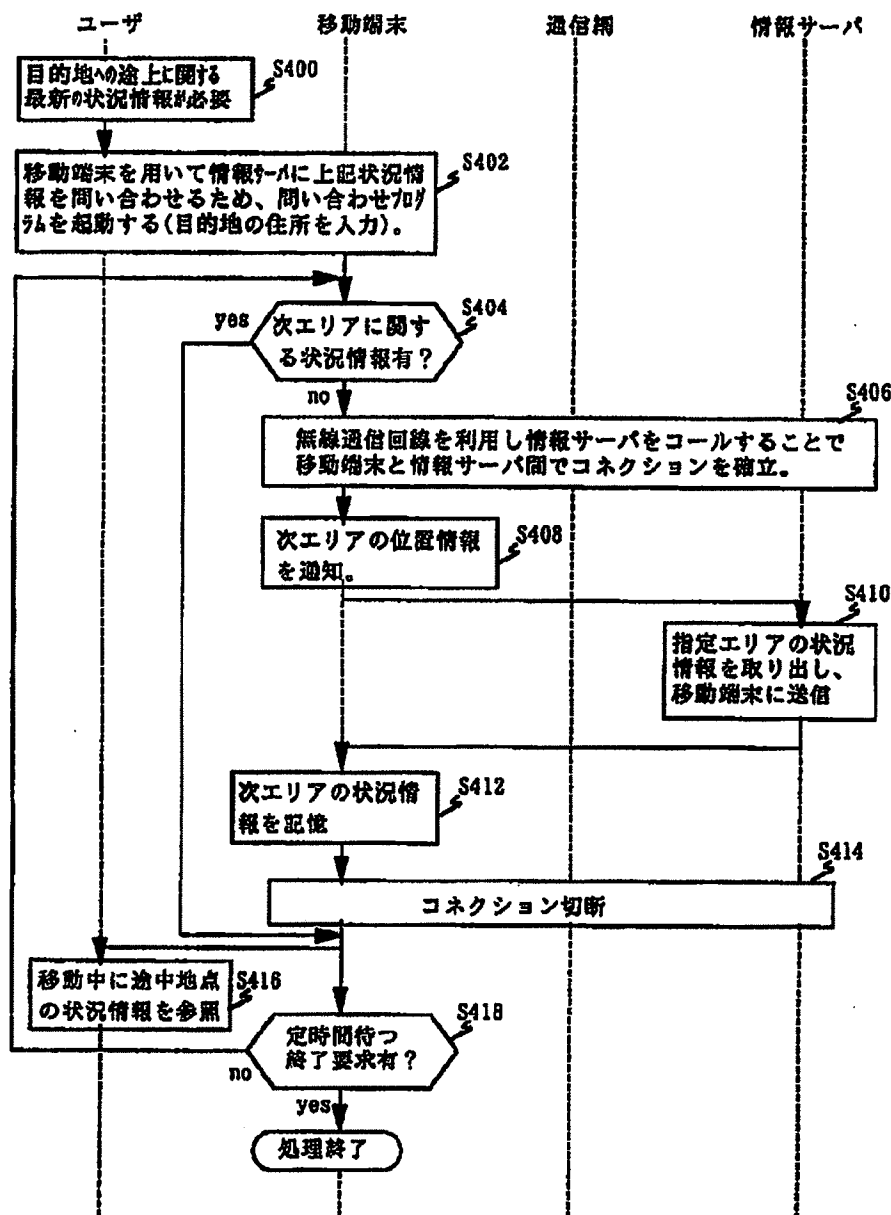 ユーザ
移動端末
通信網
情報サーバ
S400
目的地への途上に関する
最新の状況情報が必要
S402
移動端末を用いて情報サーバに上記状況情
報を問い合わせるため、問い合わせプログ
ラムを起動する(目的地の住所を入力)。
S404
yes
次エリアに関す
る状況情報有?
no
S406
無線通信回線を利用し情報サーバをコールすることで
移動端末と情報サーバ間でコネクションを確立。
S408
次エリアの位置情報
を通知。
S410
指定エリアの状況
情報を取り出し、
移動端末に送信
S412
次エリアの状況情
報を記憶
S414
コネクション切断
S416
移動中に途中地点
の状況情報を参照
S418
定時間待つ
終了要求有?
no
yes
処理終了